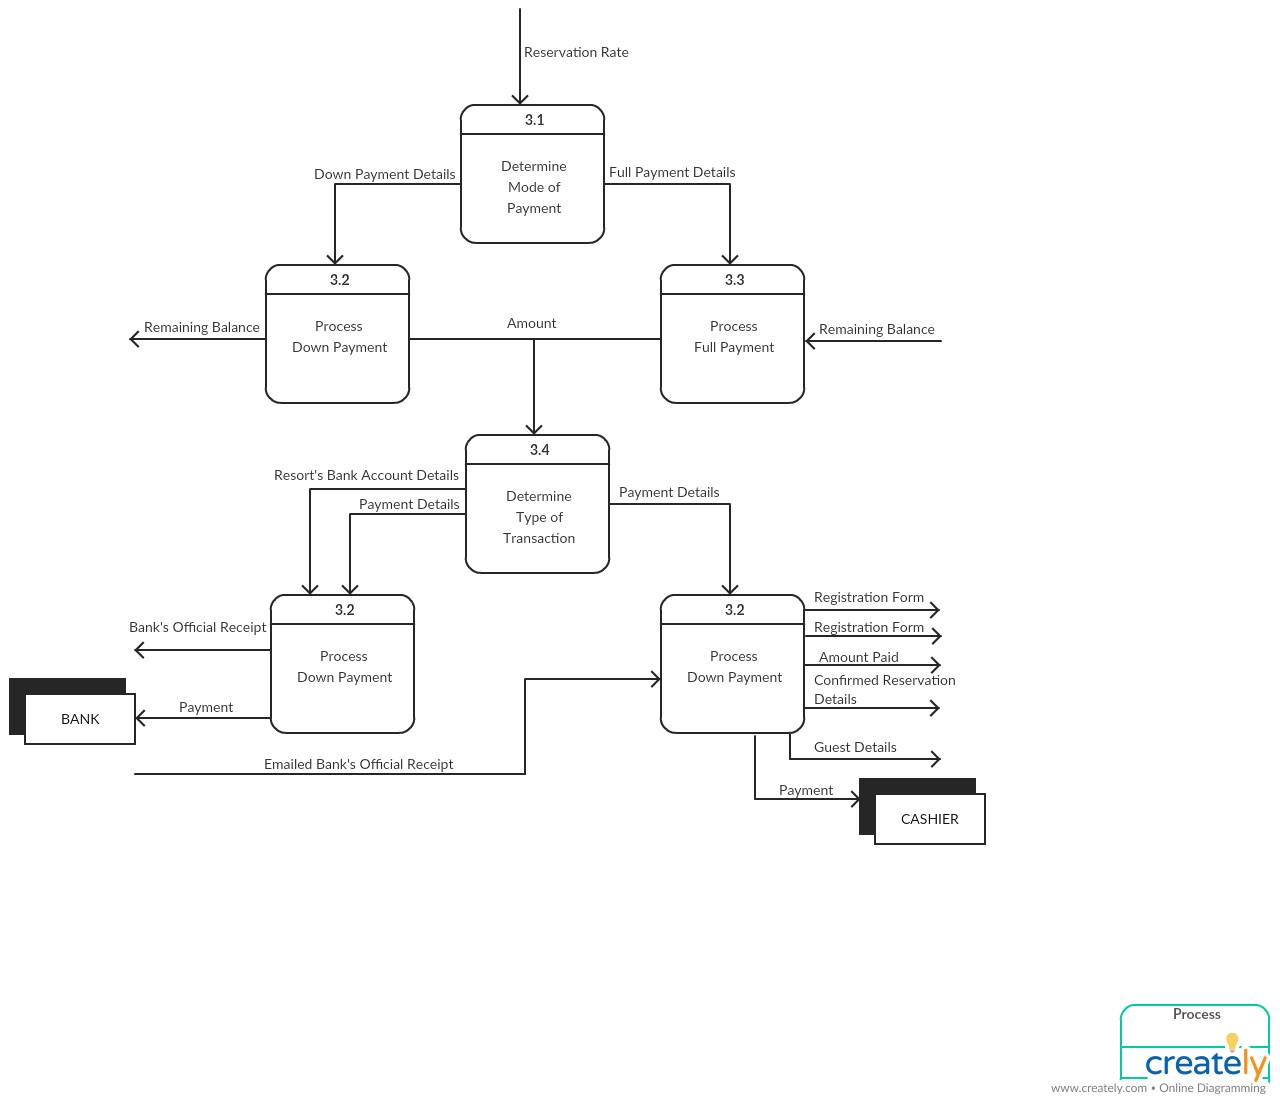 Reservation Rate
3.1
Determine
Mode of
Payment
Down Payment Details
Full Payment Details
3.2
Process
Down Payment
3.3
Process
Full Payment
Remaining Balance
Amount
Remaining Balance
3.4
Determine
Type of
Transaction
Resort's Bank Account Details
Payment Details
Payment Details
3.2
Process
Down Payment
3.2
Process
Down Payment
Bank's Official Receipt
Payment
BANK
Emailed Bank's Official Receipt
Registration Form
Registration Form
Amount Paid
Confirmed Reservation
Details
Guest Details
Payment
CASHIER
Process
creately
www.creately.com • Online Diagramming